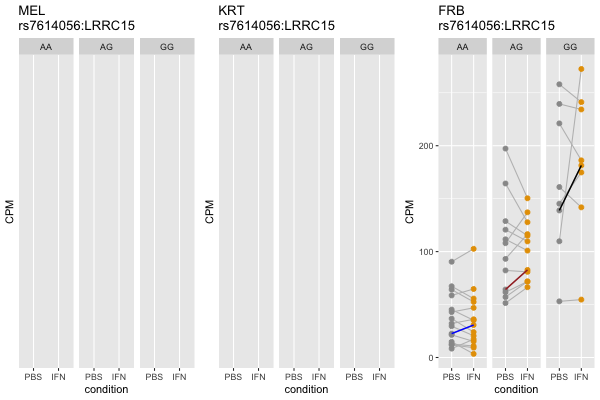 MEL
rs7614056:LRRC15
AA AG GG
CPM
PBS IFN PBS IFN PBS IFN
condition
KRT
rs7614056:LRRC15
AA AG GG
CPM
PBS IFN PBS IFN PBS IFN
condition
FRB
rs7614056:LRRC15
AA AG GG
CPM
200
100
0
PBS IFN PBS IFN PBS IFN
condition